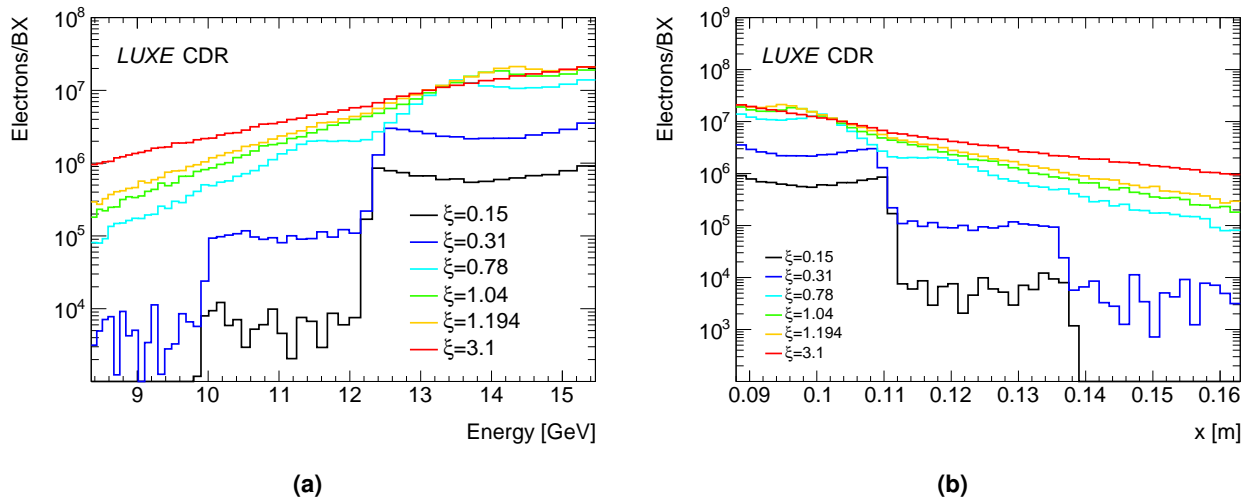 Electrons/BX
10^8
10^7
10^6
10^5
10^4
LUXE CDR
ξ=0.15
ξ=0.31
ξ=0.78
ξ=1.04
ξ=1.194
ξ=3.1
9 10 11 12 13 14 15
Energy [GeV]
(a)
Electrons/BX
10^9
10^8
10^7
10^6
10^5
10^4
10^3
LUXE CDR
ξ=0.15
ξ=0.31
ξ=0.78
ξ=1.04
ξ=1.194
ξ=3.1
0.09 0.1 0.11 0.12 0.13 0.14 0.15 0.16
x [m]
(b)